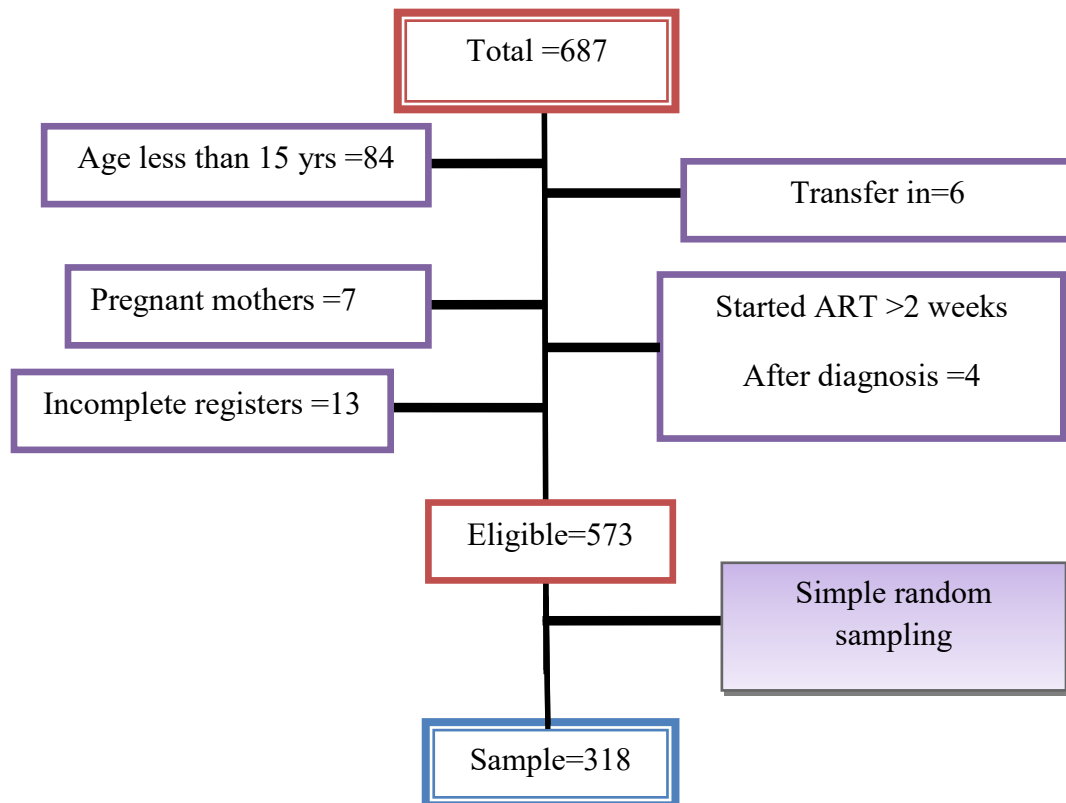 Total =687
Age less than 15 yrs =84
Transfer in=6
Pregnant mothers =7
Started ART >2 weeks
After diagnosis =4
Incomplete registers =13
Eligible=573
Simple random
sampling
Sample=318